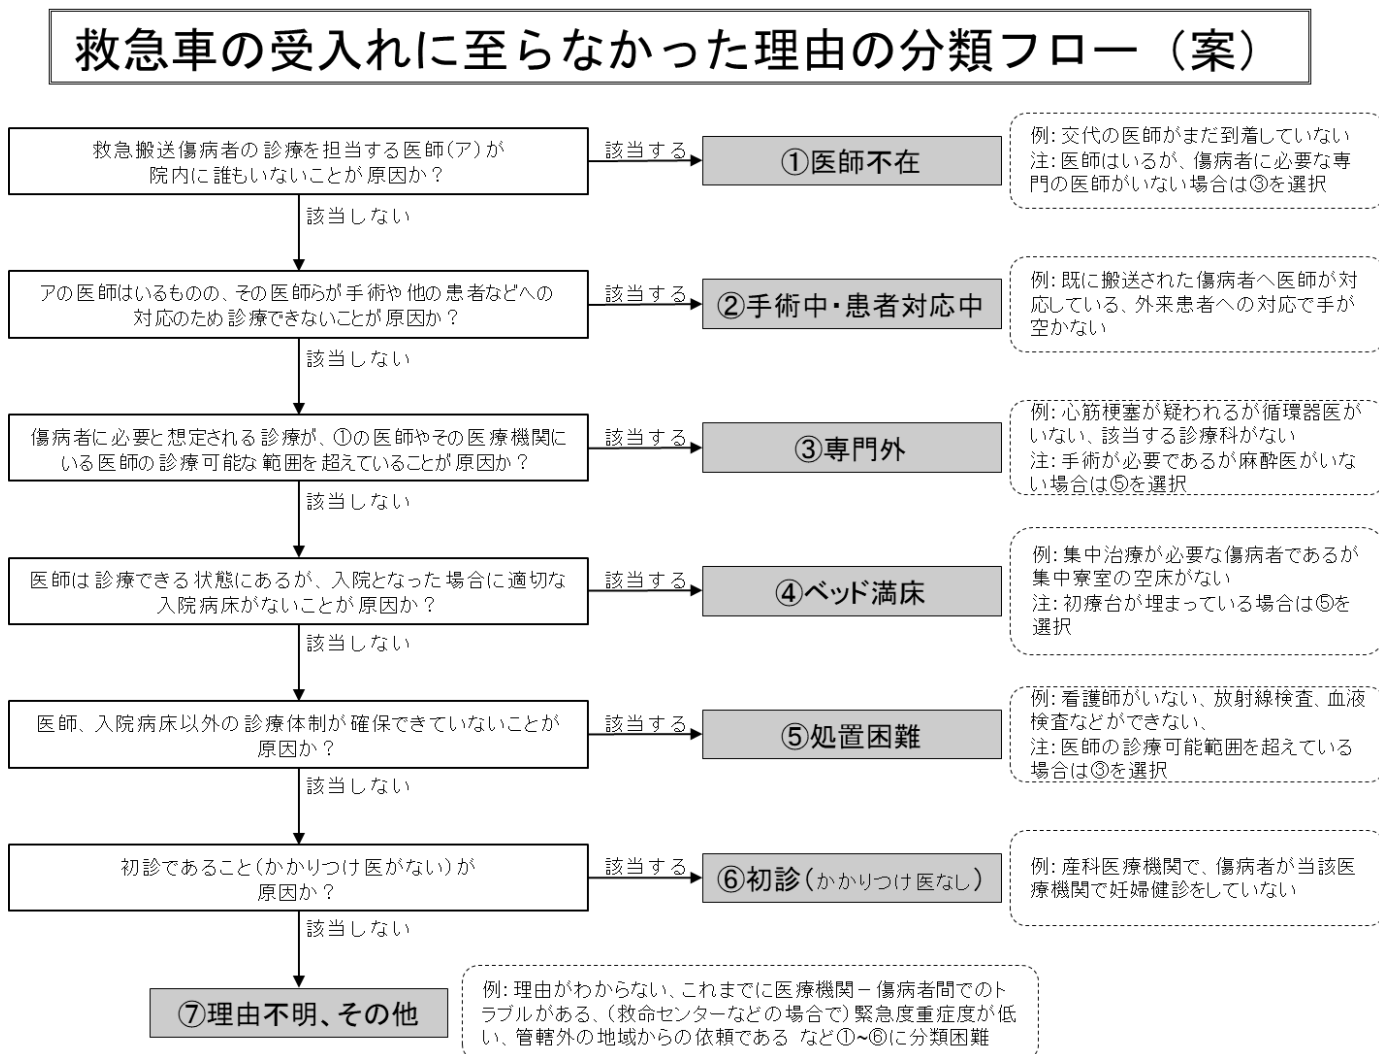 救急車の受入れに至らなかった理由の分類フロー（案）
救急搬送傷病者の診療を担当する医師(ア)が
院内に誰もいないことが原因か？
該当する
①医師不在
例：交代の医師がまだ到着していない
注：医師はいるが、傷病者に必要な専
門の医師がいない場合は③を選択
該当しない
アの医師はいるものの、その医師らが手術や他の患者などへの
対応のため診療できないことが原因か？
該当する
②手術中・患者対応中
例：既に搬送された傷病者へ医師が対
応している、外来患者への対応で手が
空かない
該当しない
傷病者に必要と想定される診療が、①の医師やその医療機関に
いる医師の診療可能な範囲を超えていることが原因か？
該当する
③専門外
例：心筋梗塞が疑われるが循環器医が
いない、該当する診療科がない
注：手術が必要であるが麻酔医がいな
い場合は⑤を選択
該当しない
医師は診療できる状態にあるが、入院となった場合に適切な
入院病床がないことが原因か？
該当する
④ベッド満床
例：集中治療が必要な傷病者であるが
集中寮室の空床がない
注：初療台が埋まっている場合は⑤を
選択
該当しない
医師、入院病床以外の診療体制が確保できていないことが
原因か？
該当する
⑤処置困難
例：看護師がいない、放射線検査、血液
検査などができない、
注：医師の診療可能範囲を超えている
場合は③を選択
該当しない
初診であること(かかりつけ医がない)が
原因か？
該当する
⑥初診(かかりつけ医なし)
例：産科医療機関で、傷病者が当該医
療機関で妊婦健診をしていない
該当しない
⑦理由不明、その他
例：理由がわからない、これまでに医療機関－傷病者間でのト
ラブルがある、(救命センターなどの場合で)緊急度重症度が低
い、管轄外の地域からの依頼である など①~⑥に分類困難